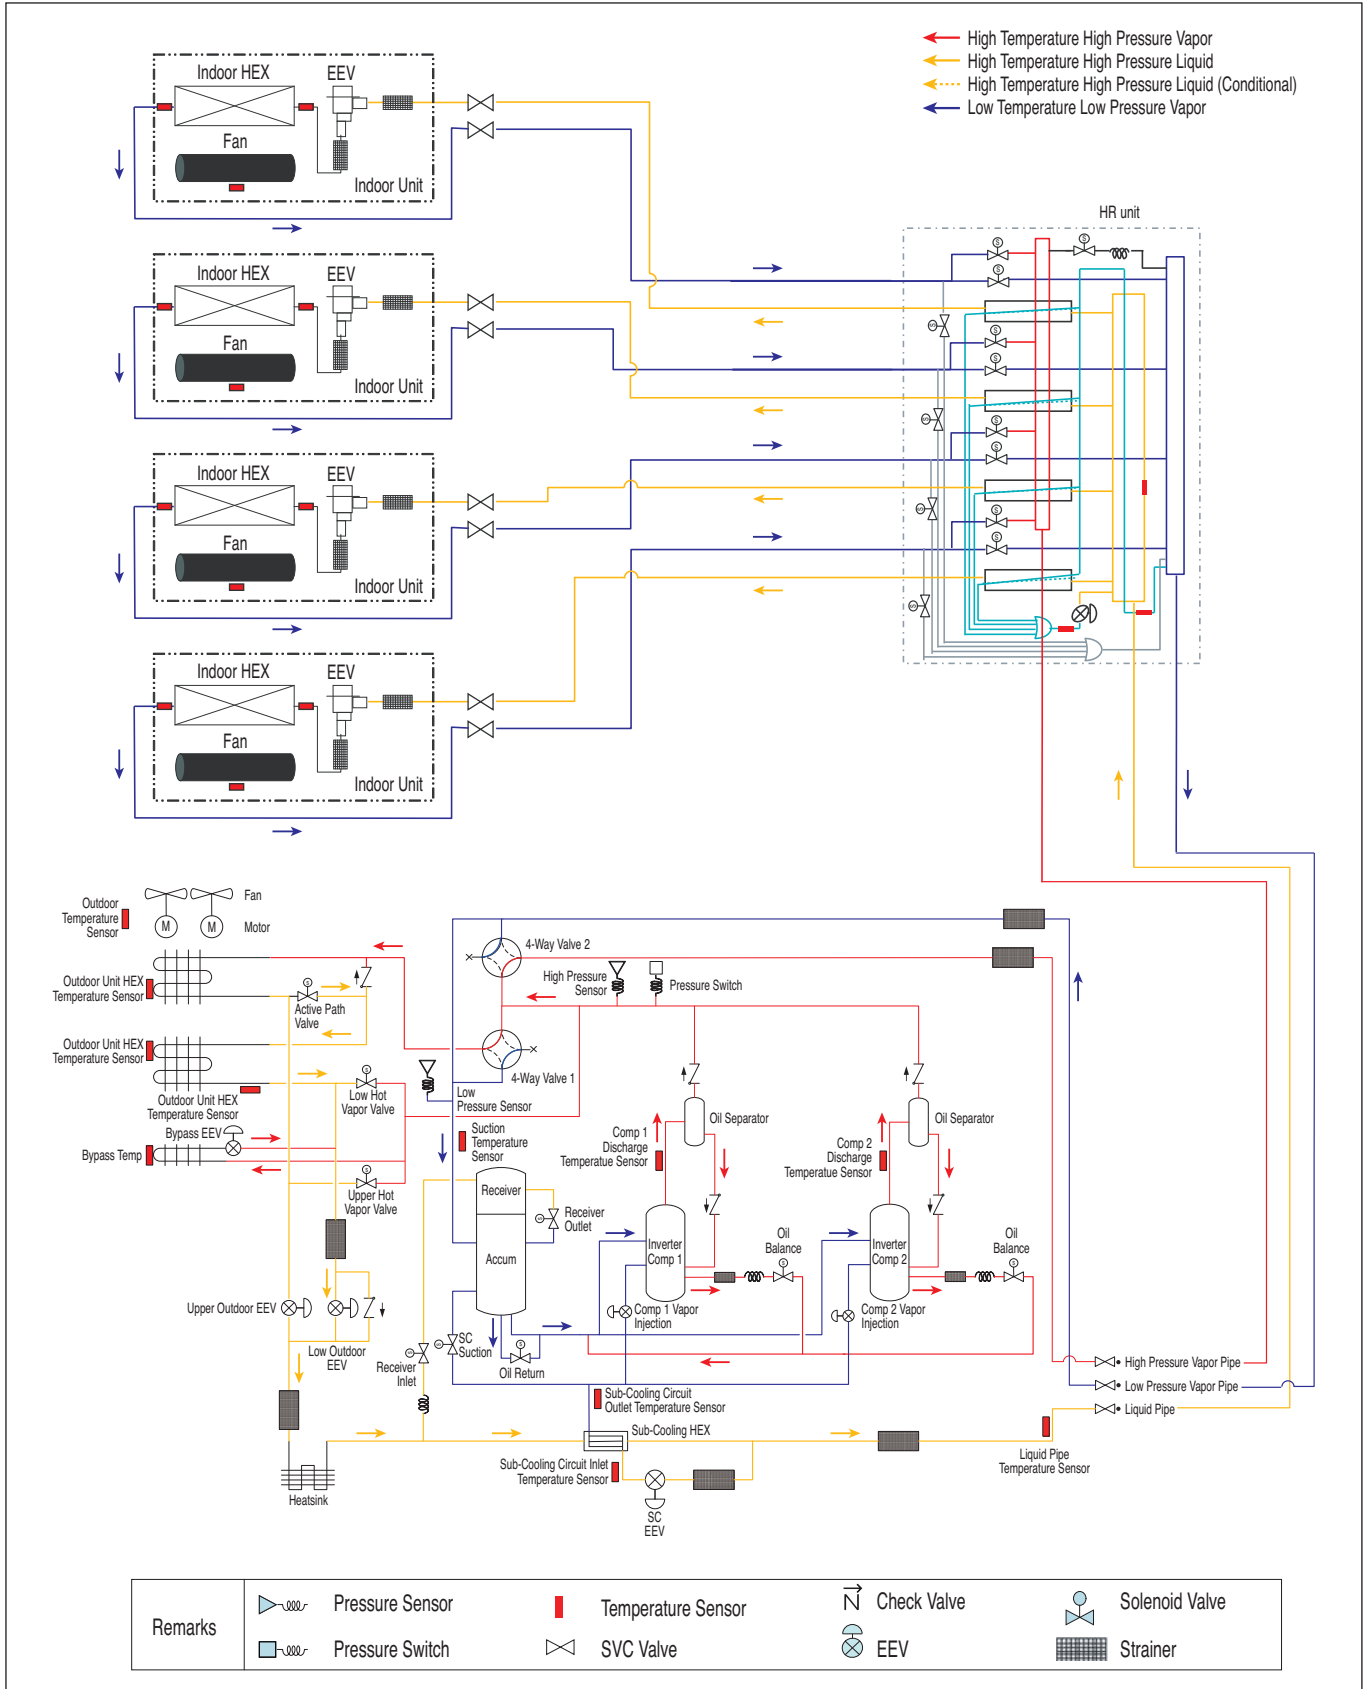 High Temperature High Pressure Vapor
High Temperature High Pressure Liquid
High Temperature High Pressure Liquid (Conditional)
Low Temperature Low Pressure Vapor
Indoor HEX
EEV
Fan
Indoor Unit
HR unit
Indoor HEX
EEV
Fan
Indoor Unit
Indoor HEX
EEV
Fan
Indoor Unit
Indoor HEX
EEV
Fan
Indoor Unit
Outdoor
Temperature
Sensor
Fan
M
M
Motor
4-Way Valve 2
High Pressure
Sensor
Pressure Switch
Outdoor Unit HEX
Temperature Sensor
Active Path
Valve
Outdoor Unit HEX
Temperature Sensor
4-Way Valve 1
Low
Pressure Sensor
Low Hot
Vapor Valve
Outdoor Unit HEX
Temperature Sensor
Bypass EEV
Bypass Temp
Upper Hot
Vapor Valve
Suction
Temperature
Sensor
Comp 1
Discharge
Temperatue Sensor
Oil Separator
Comp 2
Discharge
Temperatue Sensor
Oil Separator
Receiver
Receiver
Outlet
Accum
Inverter
Comp 1
Oil
Balance
Inverter
Comp 2
Oil
Balance
Upper Outdoor EEV
Low Outdoor
EEV
Comp 1 Vapor
Injection
Comp 2 Vapor
Injection
SC
Suction
Receiver
Inlet
Oil Return
Sub-Cooling Circuit
Outlet Temperature Sensor
High Pressure Vapor Pipe
Low Pressure Vapor Pipe
Liquid Pipe
Sub-Cooling HEX
Sub-Cooling Circuit Inlet
Temperature Sensor
Liquid Pipe
Temperature Sensor
Heatsink
SC
EEV
Remarks
Pressure Sensor
Temperature Sensor
Check Valve
Solenoid Valve
Pressure Switch
SVC Valve
EEV
Strainer